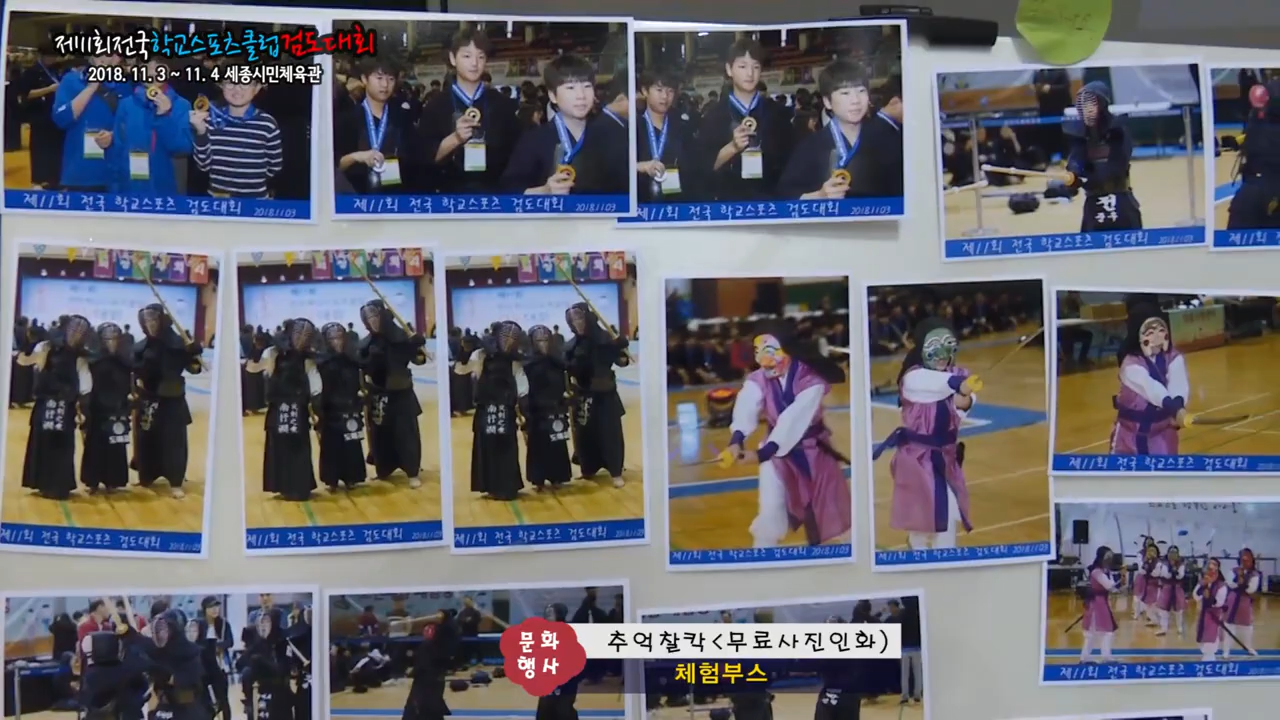 제11회전국학교스포츠클럽검도대회
2018. 11. 3 ~ 11. 4 세종시민체육관
제11회 전국 학교스포츠 검도대회 2018.11.03
제11회 전국 학교스포츠 검도대회 2018.11.03
제11회 전국 학교스포츠 검도대회 2018.11.03
제11회 전국 학교스포츠 검도대회 2018.11.03
제11회 전국
제11회 전국 학교스포츠 검도대회 2018.11.03
제11회 전국 학교스포츠 검도대회 2018.11.03
제11회 전국 학교스포츠 검도대회 2018.11.03
제11회 전국 학교스포츠 검도대회 2018.11.03
제11회 전국 학교스포츠 검도대회 2018.11.03
제11회 전국 학교스포츠 검도대회
제11회 전국 학교스포츠 검도대회
문화
행사
추억찰칵<무료사진인화>
체험부스